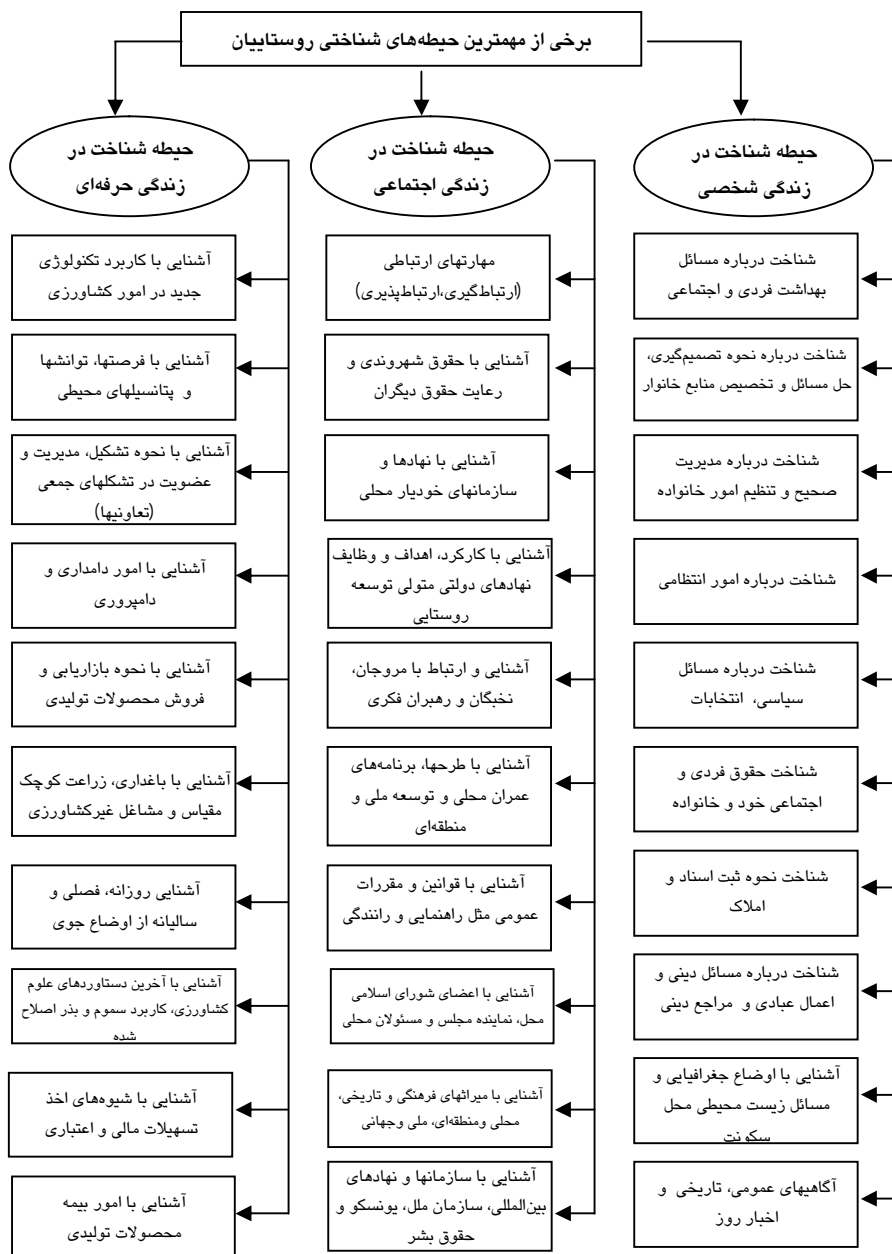 برخی از مهمترین حیطه‌های شناختی روستاییان
حیطه شناخت در
زندگی شخصی
شناخت درباره مسائل
بهداشت فردی و اجتماعی
شناخت درباره نحوه تصمیم‌گیری،
حل مسائل و تخصیص منابع خانوار
شناخت درباره مدیریت
صحیح و تنظیم امور خانواده
شناخت درباره امور انتظامی
شناخت درباره مسائل
سیاسی، انتخابات
شناخت حقوق فردی و
اجتماعی خود و خانواده
شناخت نحوه ثبت اسناد و
املاک
شناخت درباره مسائل دینی و
اعمال عبادی و مراجع دینی
آشنایی با اوضاع جغرافیایی و
مسائل زیست محیطی محل
سکونت
آگاهیهای عمومی، تاریخی و
اخبار روز
حیطه شناخت در
زندگی اجتماعی
مهارتهای ارتباطی
(ارتباط‌گیری،ارتباط‌پذیری)
آشنایی با حقوق شهروندی و
رعایت حقوق دیگران
آشنایی با نهادها و
سازمانهای خودیار محلی
آشنایی با کارکرد، اهداف و وظایف
نهادهای دولتی متولی توسعه
روستایی
آشنایی و ارتباط با مروجان،
نخبگان و رهبران فکری
آشنایی با طرحها، برنامه‌های
عمران محلی و توسعه ملی و
منطقه‌ای
آشنایی با قوانین و مقررات
عمومی مثل راهنمایی و رانندگی
آشنایی با اعضای شورای اسلامی
محل، نماینده مجلس و مسئولان محلی
آشنایی با میراثهای فرهنگی و تاریخی،
محلی ومنطقه‌ای، ملی وجهانی
آشنایی با سازمانها و نهادهای
بین‌المللی، سازمان ملل، یونسکو و
حقوق بشر
حیطه شناخت در
زندگی حرفه‌ای
آشنایی با کاربرد تکنولوژی
جدید در امور کشاورزی
آشنایی با فرصتها، توانشها
و پتانسیلهای محیطی
آشنایی با نحوه تشکیل، مدیریت و
عضویت در تشکلهای جمعی
(تعاونیها)
آشنایی با امور دامداری و
دامپروری
آشنایی با نحوه بازاریابی و
فروش محصولات تولیدی
آشنایی با باغداری، زراعت کوچک
مقیاس و مشاغل غیرکشاورزی
آشنایی روزانه، فصلی و
سالیانه از اوضاع جوی
آشنایی با آخرین دستاوردهای علوم
کشاورزی، کاربرد سموم و بذر اصلاح
شده
آشنایی با شیوه‌های اخذ
تسهیلات مالی و اعتباری
آشنایی با امور بیمه
محصولات تولیدی